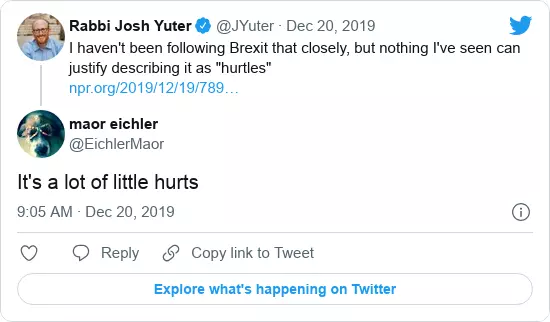 Rabbi Josh Yuter @JYuter · Dec 20, 2019
I haven't been following Brexit that closely, but nothing I've seen can
justify describing it as "hurtles"
npr.org/2019/12/19/789…
maor eichler
@EichlerMaor
It's a lot of little hurts
9:05 AM · Dec 20, 2019
Reply Copy link to Tweet
Explore what's happening on Twitter